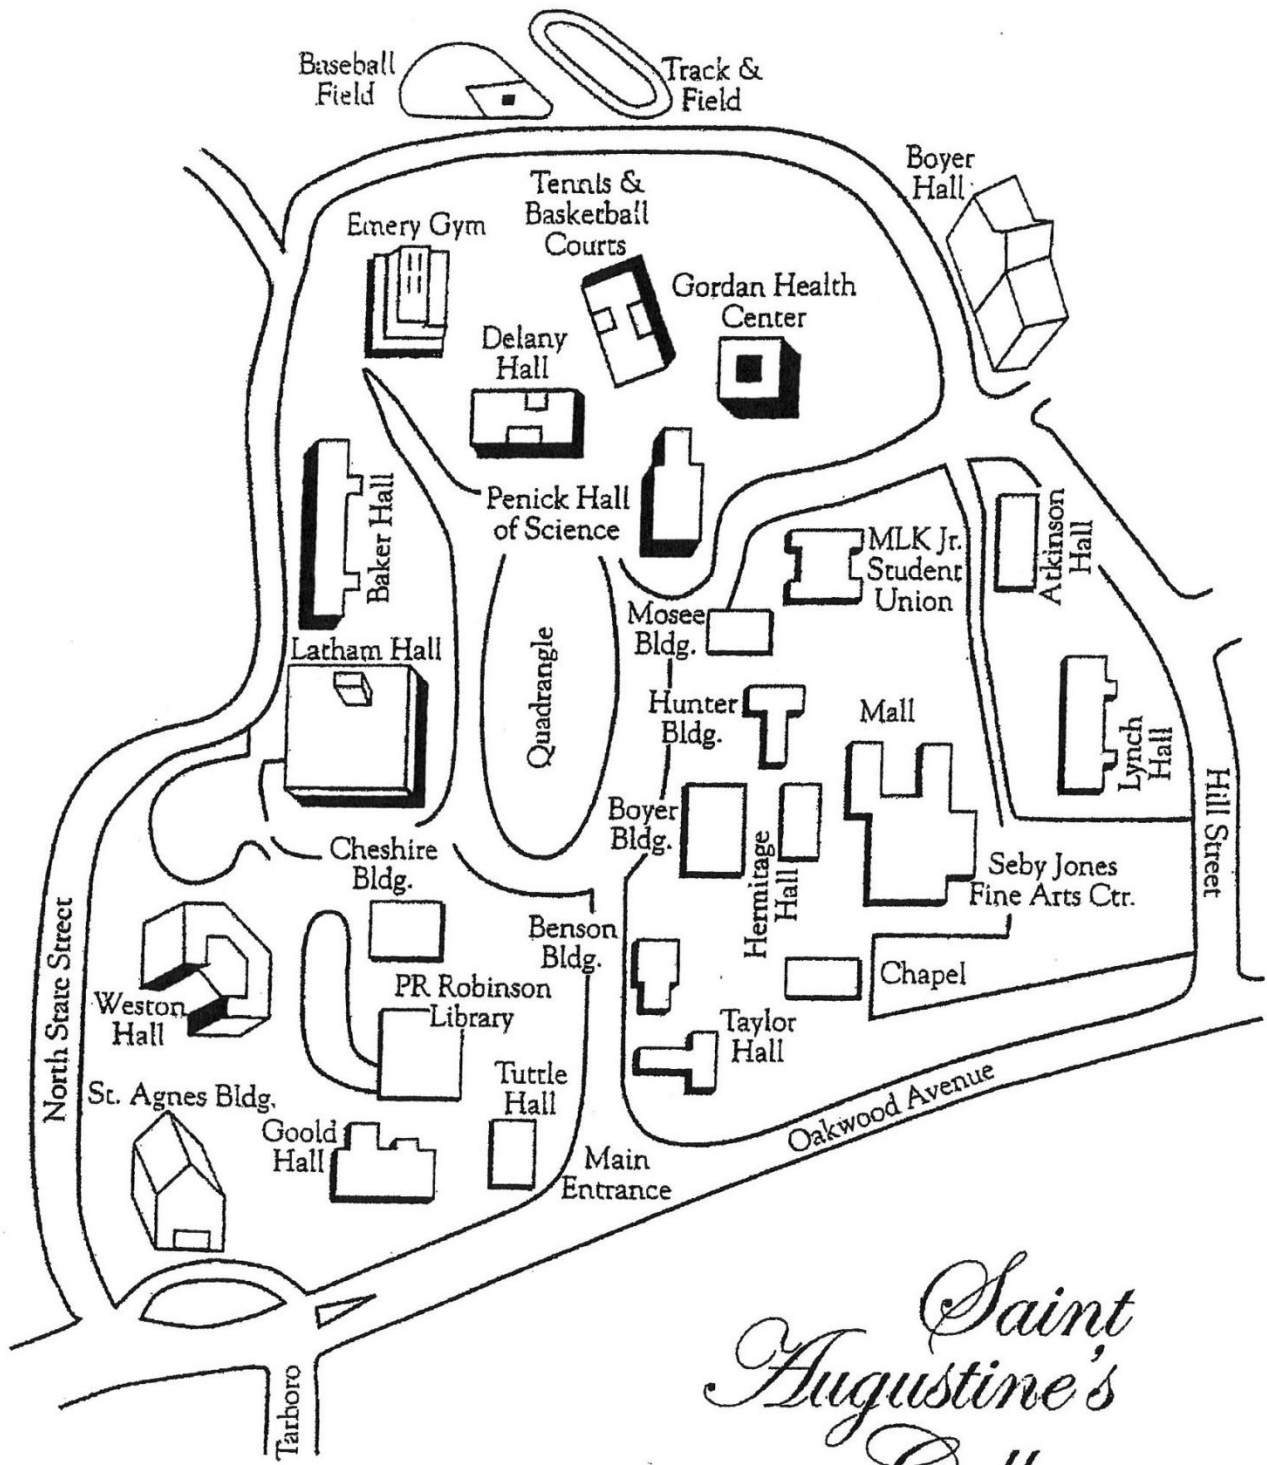 Baseball
Field
Track &
Field
Boyer
Hall
Tennis &
Basketball
Courts
Emery Gym
Gordan Health
Center
Delany
Hall
Penick Hall
of Science
Baker Hall
MLK Jr.
Student
Union
Atkinson
Hall
Mosee
Bldg.
Latham Hall
Quadrangle
Hunter
Bldg.
Mall
Lynch
Hall
Hill Street
Boyer
Bldg.
Hermitage
Hall
Cheshire
Bldg.
Seby Jones
Fine Arts Ctr.
Benson
Bldg.
Chapel
North State Street
Weston
Hall
PR Robinson
Library
Taylor
Hall
Tuttle
Hall
St. Agnes Bldg.
Goold
Hall
Oakwood Avenue
Main
Entrance
Tarboro
Saint
Augustine's